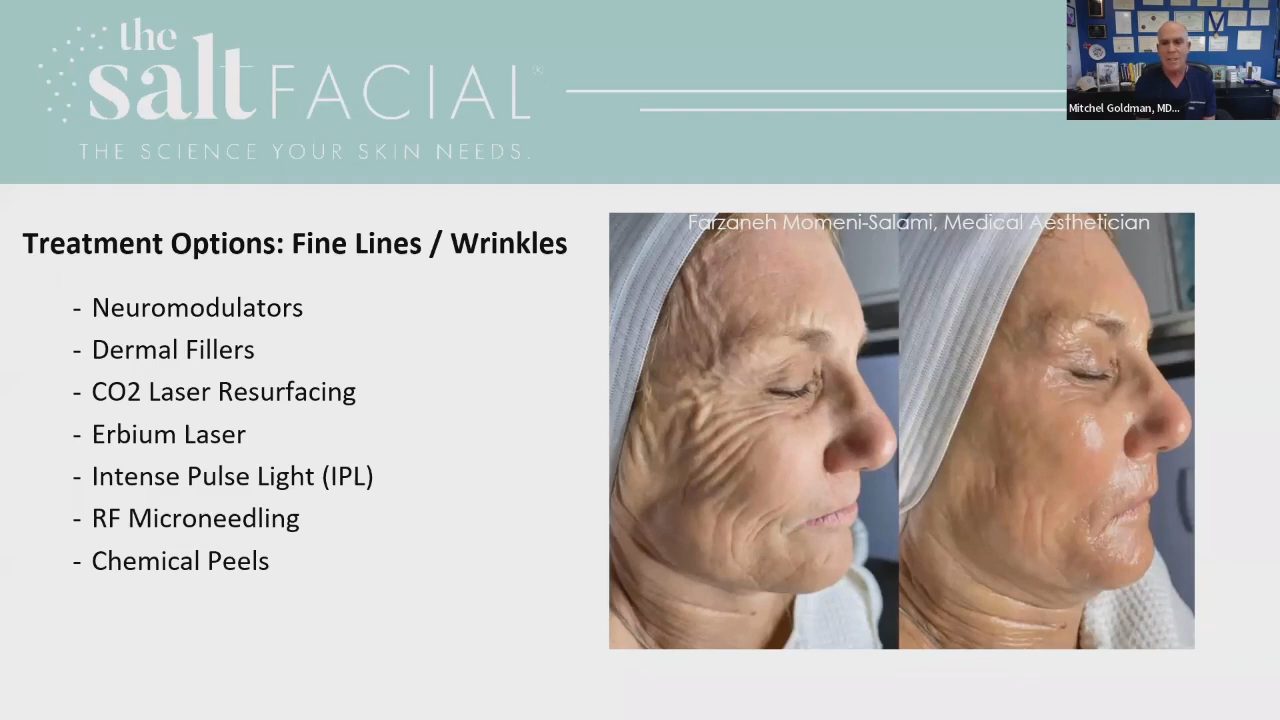 the
salt FACIAL®
THE SCIENCE YOUR SKIN NEEDS.
Mitchel Goldman, MD...
Treatment Options: Fine Lines / Wrinkles
- Neuromodulators
- Dermal Fillers
- CO2 Laser Resurfacing
- Erbium Laser
- Intense Pulse Light (IPL)
- RF Microneedling
- Chemical Peels
Farzaneh Momeni-Salami, Medical Aesthetician